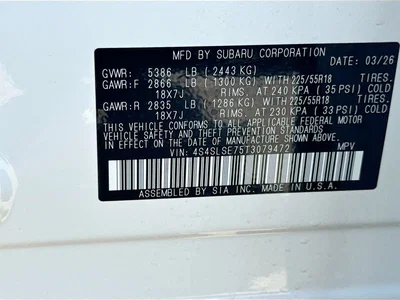 MFD. BY SUBARU CORPORATION 03/26
GVWR: 5386 LB (2443 KG)
GAWR:F 2866 LB (1300 KG) WITH 225/55R18 TIRES.
18X7J RIMS, AT 240 KPA (35 PSI) COLD
GAWR:R 2835 LB (1286 KG) WITH 225/55R18 TIRES.
18X7J RIMS, AT 230 KPA (33 PSI) COLD
THIS VEHICLE CONFORMS TO ALL APPLICABLE FEDERAL MOTOR
VEHICLE SAFETY, BUMPER, AND THEFT PREVENTION STANDARDS
IN EFFECT ON THE DATE OF MANUFACTURE SHOWN ABOVE.
VIN: 4S4SLSE75T3079472 MPV
ASSEMBLED BY SIA INC. MADE IN U.S.A.